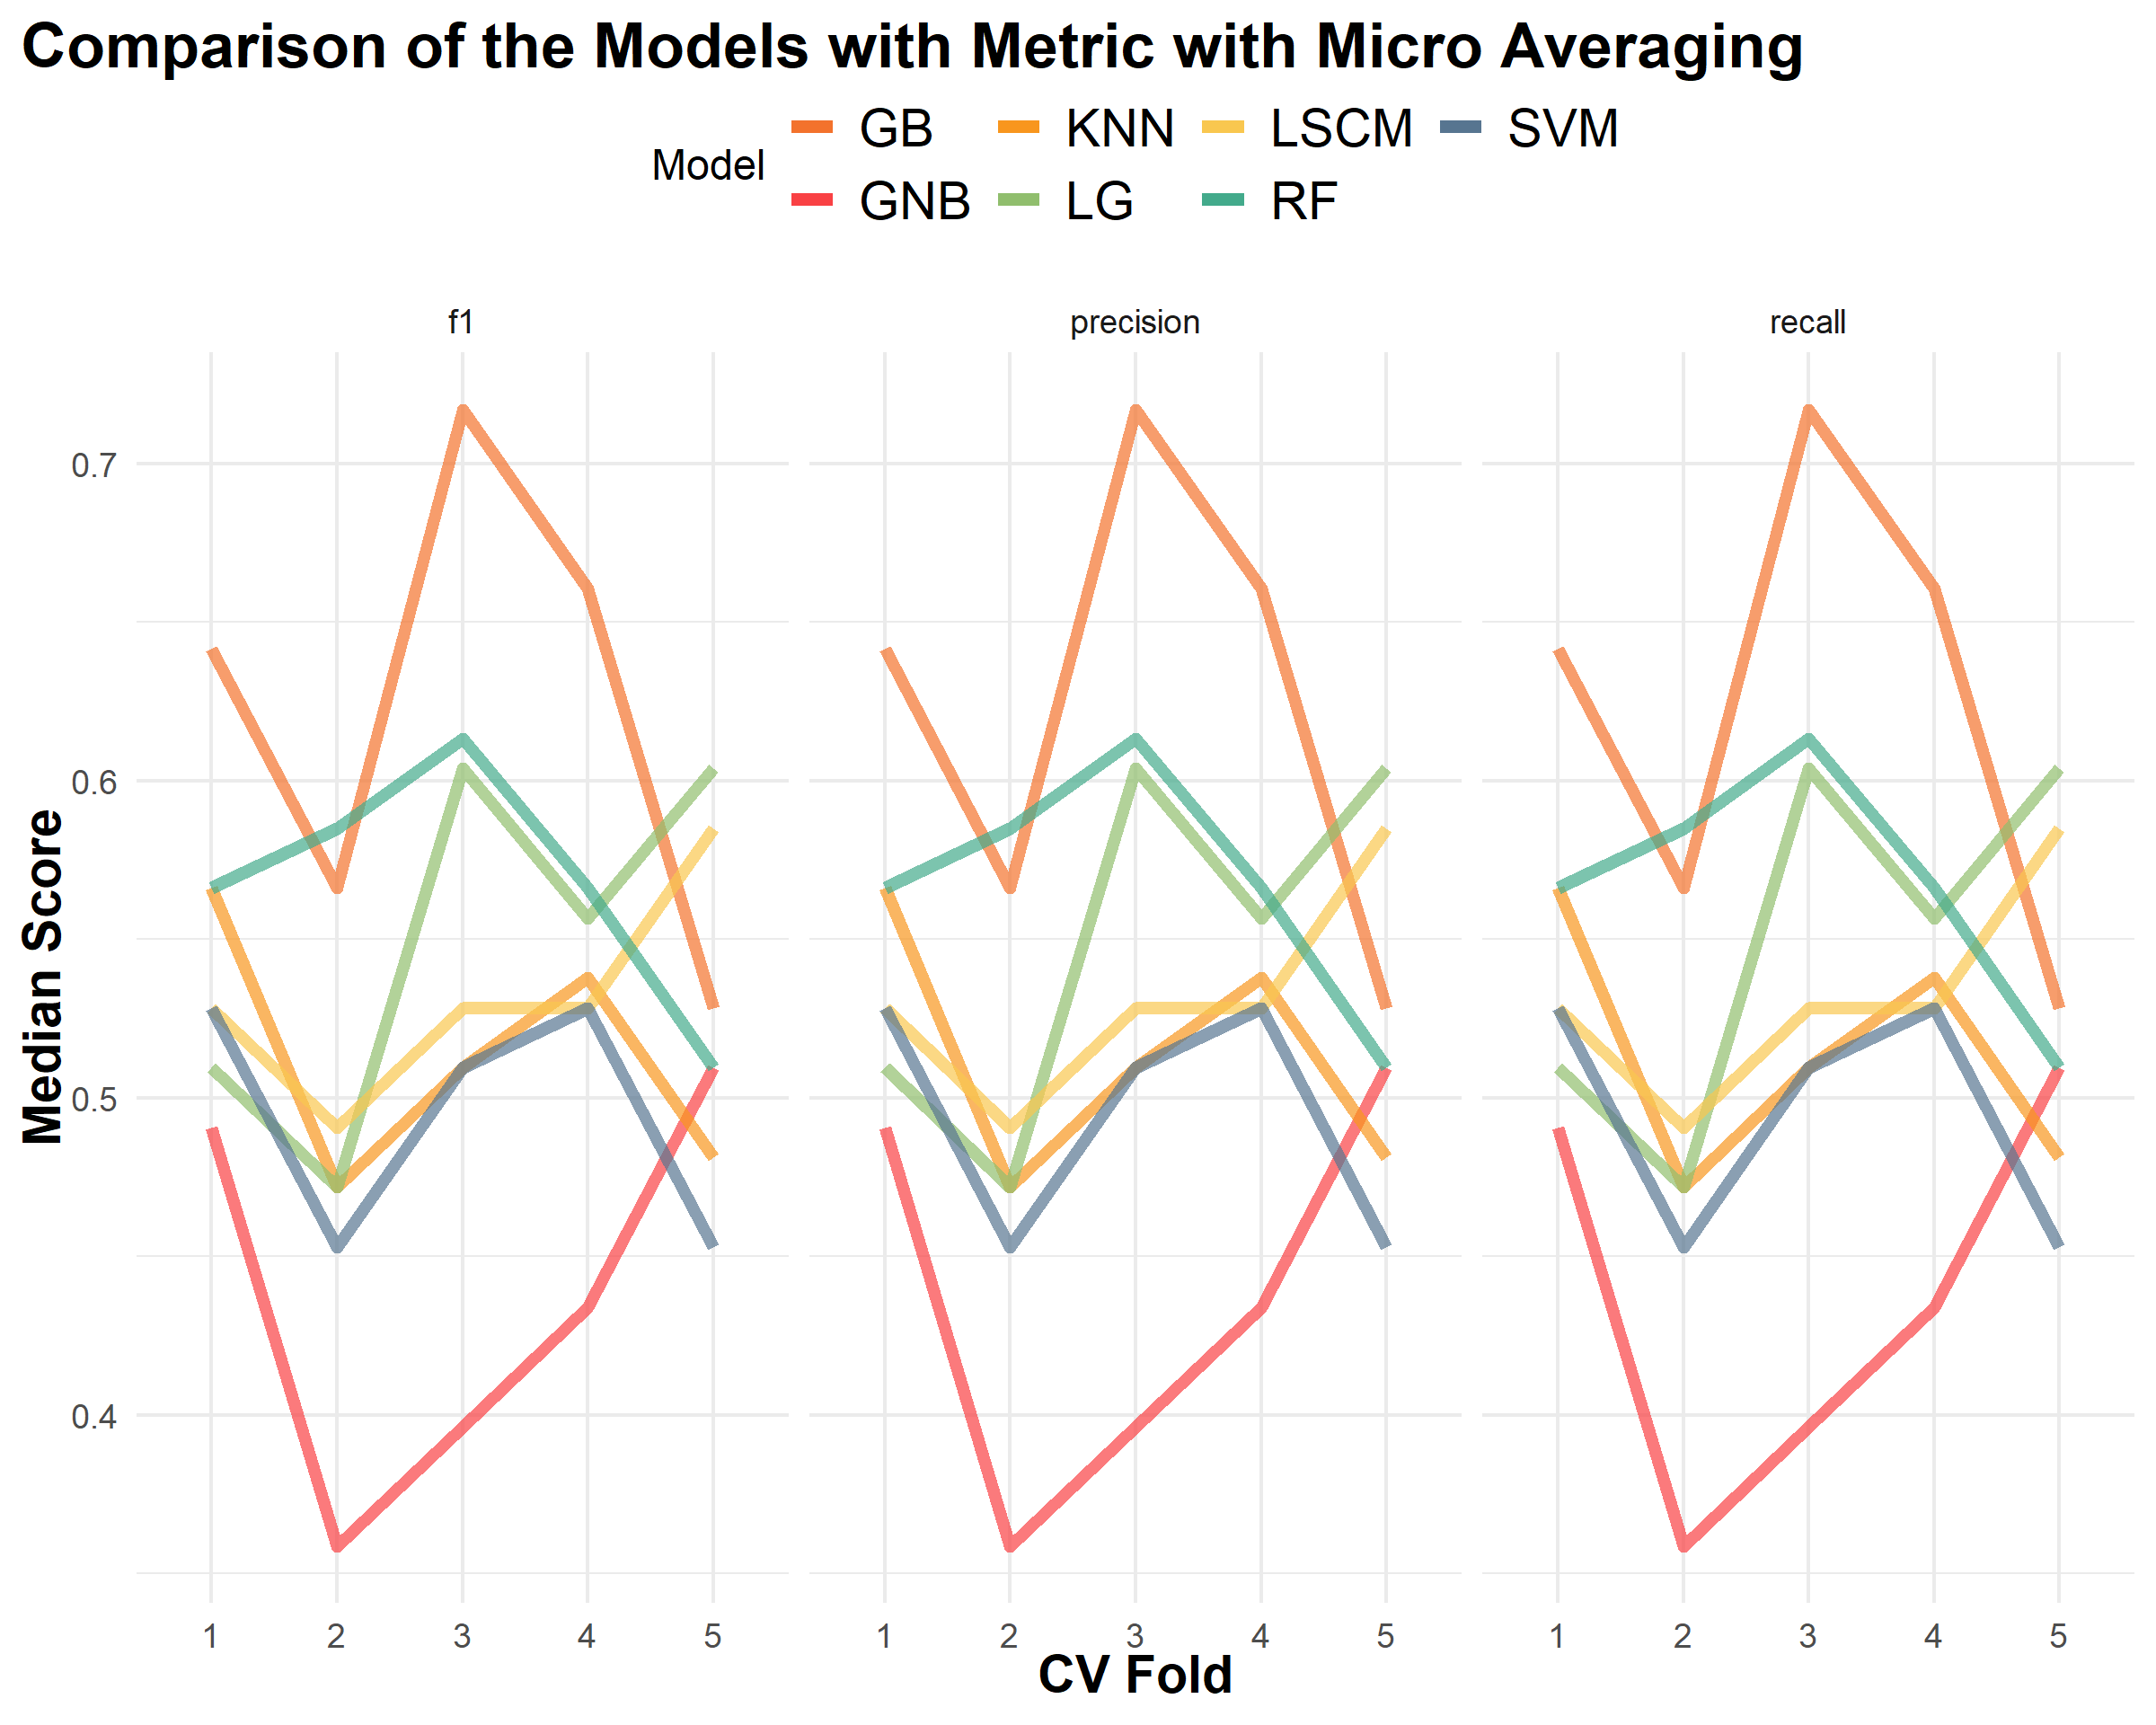 Comparison of the Models with Metric with Micro Averaging
Model
GB KNN LSCM SVM
GNB LG RF
f1 precision recall
0.7
0.6
0.5
0.4
Median Score
1 2 3 4 5 1 2 3 4 5 1 2 3 4 5
CV Fold